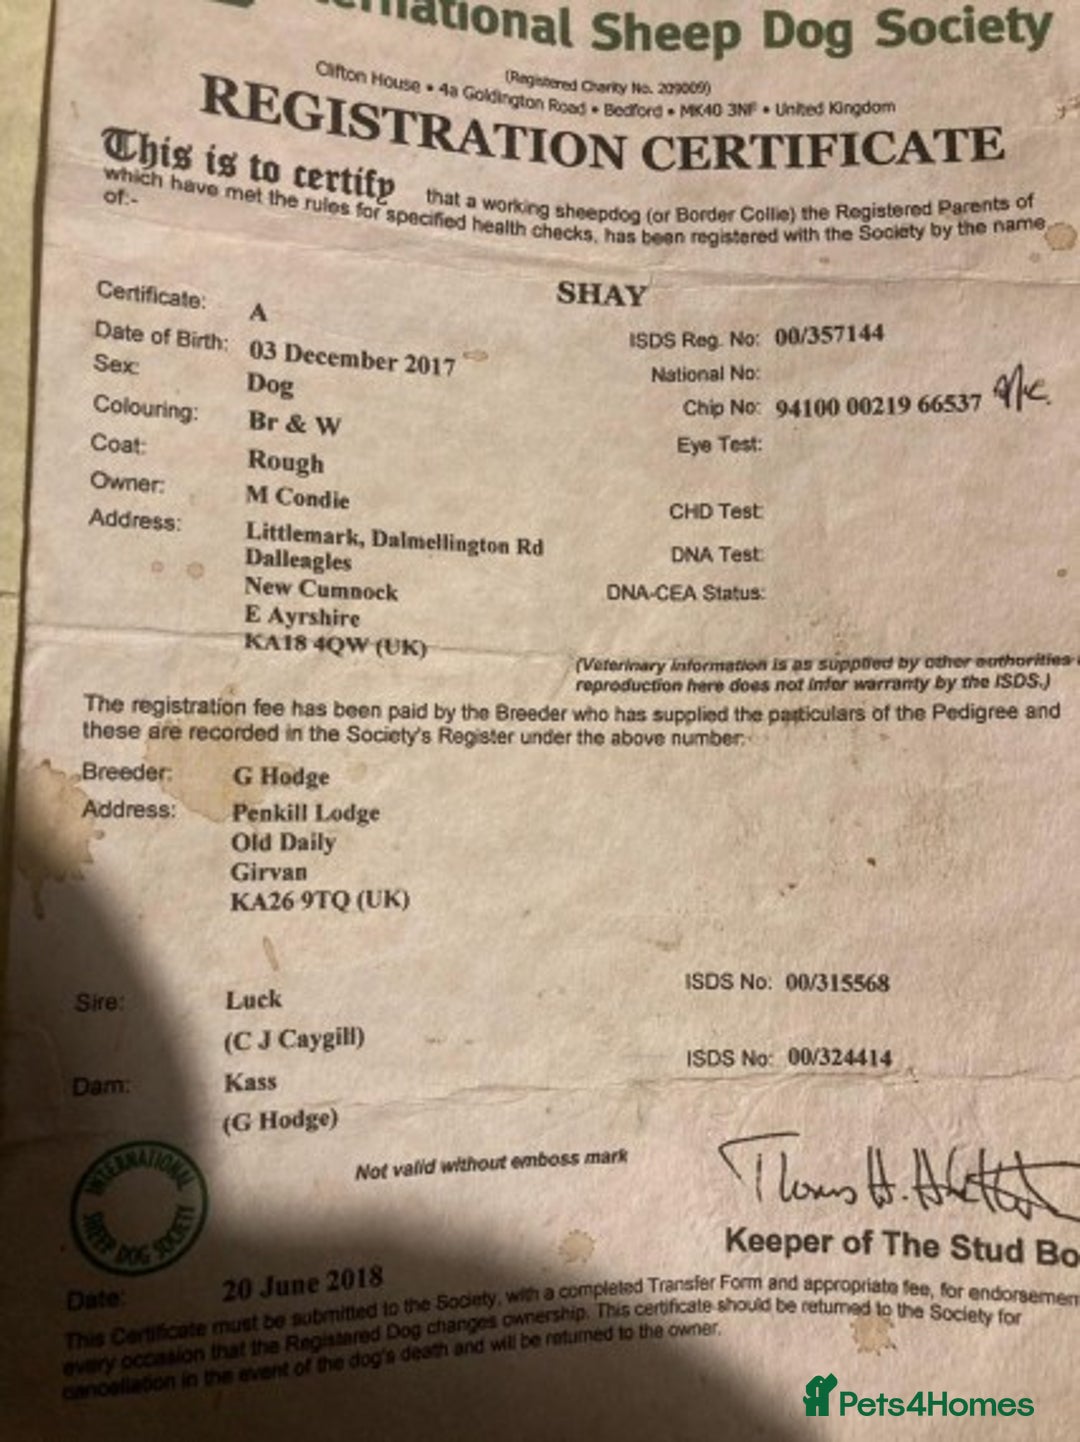 International Sheep Dog Society
(Registered Charity No. 209009)
Clifton House • 4a Goldington Road • Bedford • MK40 3NF • United Kingdom
REGISTRATION CERTIFICATE
This is to certify that a working sheepdog (or Border Collie) the Registered Parents of
which have met the rules for specified health checks, has been registered with the Society by the name
of:-
SHAY
Certificate: A
Date of Birth: 03 December 2017
Sex: Dog
Colouring: Br & W
Coat: Rough
Owner: M Condie
Address: Littlemark, Dalmellington Rd
Dalleagles
New Cumnock
E Ayrshire
KA18 4QW (UK)
ISDS Reg. No: 00/357144
National No:
Chip No: 94100 00219 66537
Eye Test:
CHD Test:
DNA Test:
DNA-CEA Status:
(Veterinary information is as supplied by other authorities
reproduction here does not infer warranty by the ISDS.)
The registration fee has been paid by the Breeder who has supplied the particulars of the Pedigree and
these are recorded in the Society's Register under the above number:
Breeder: G Hodge
Address: Penkill Lodge
Old Daily
Girvan
KA26 9TQ (UK)
Sire: Luck ISDS No: 00/315568
(C J Caygill)
Dam: Kass ISDS No: 00/324414
(G Hodge)
Not valid without emboss mark
INTERNATIONAL SHEEP DOG SOCIETY
Keeper of The Stud Bo
Date: 20 June 2018
This Certificate must be submitted to the Society, with a completed Transfer Form and appropriate fee, for endorsemen
every occasion that the Registered Dog changes ownership. This certificate should be returned to the Society for
cancellation in the event of the dog's death and will be returned to the owner.
Pets4Homes